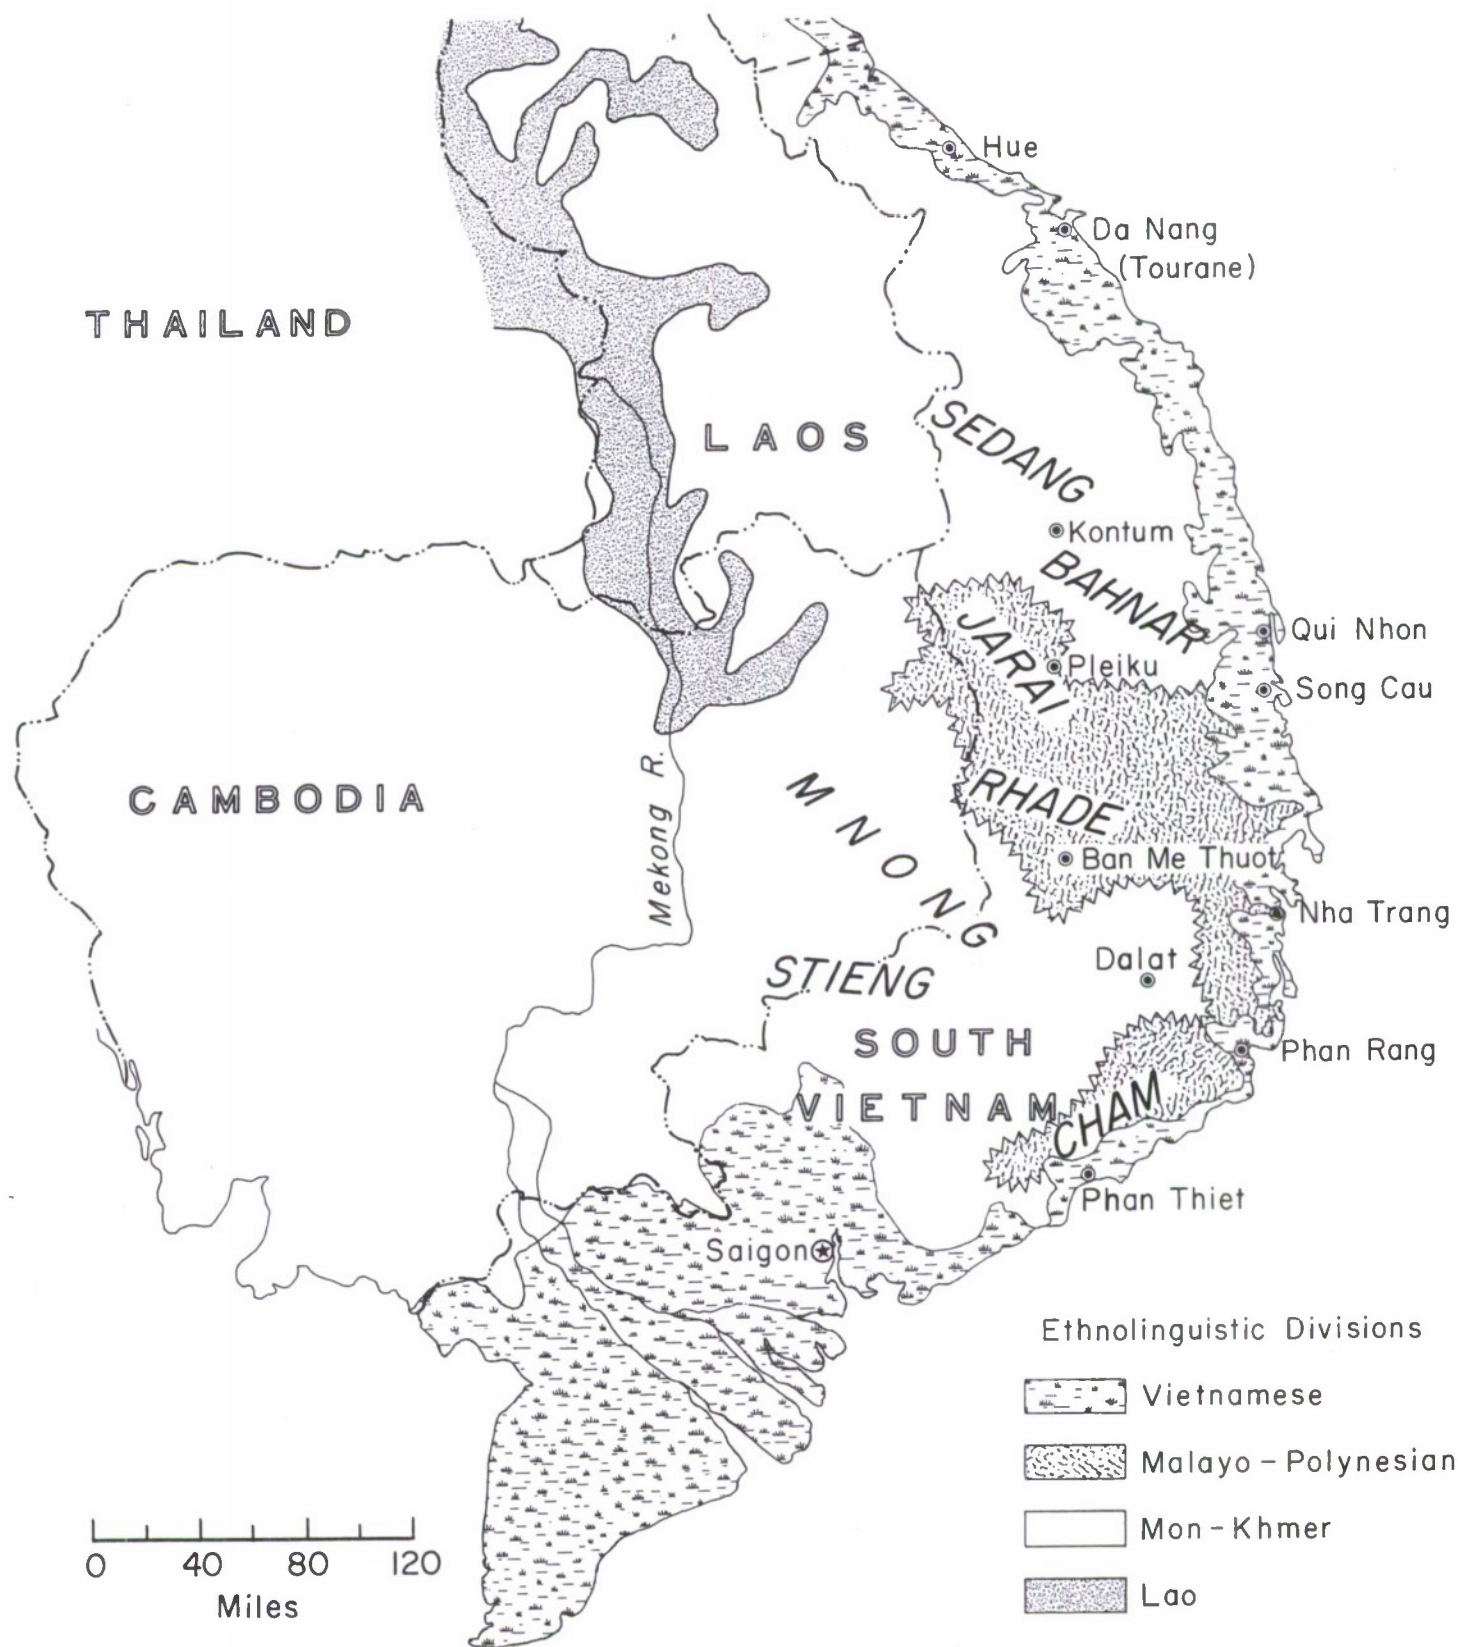 Hue
Da Nang
(Tourane)
THAILAND
LAOS
SEDANG
Kontum
BAHNAR
JARAI
Qui Nhon
Pleiku
Song Cau
CAMBODIA
Mekong R.
MNONG
RHADE
Ban Me Thuot
Nha Trang
Dalat
STIENG
SOUTH
VIETNAM
Phan Rang
CHAM
Phan Thiet
Saigon
Ethnolinguistic Divisions
Vietnamese
Malayo-Polynesian
Mon-Khmer
Lao
0 40 80 120
Miles